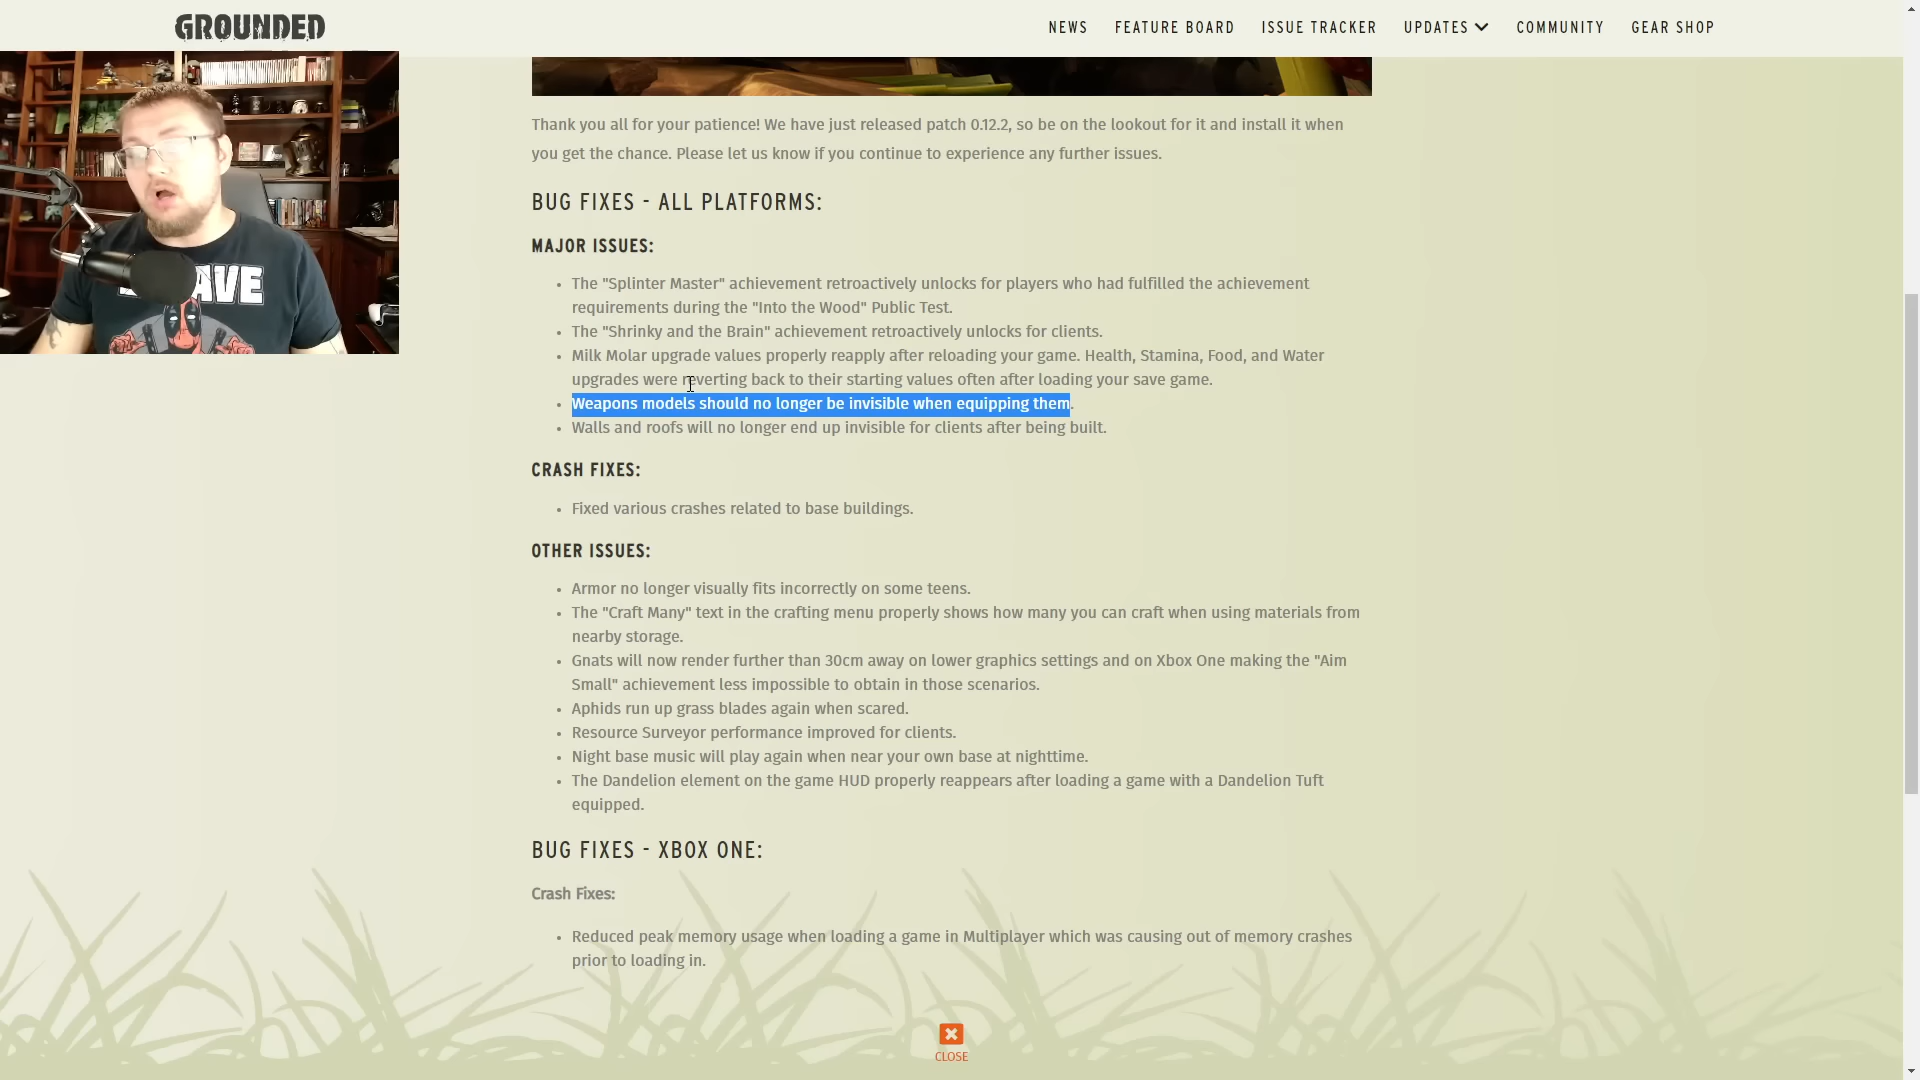 GROUNDED
NEWS FEATURE BOARD ISSUE TRACKER UPDATES COMMUNITY GEAR SHOP
Thank you all for your patience! We have just released patch 0.12.2, so be on the lookout for it and install it when
you get the chance. Please let us know if you continue to experience any further issues.
BUG FIXES - ALL PLATFORMS:
MAJOR ISSUES:
The "Splinter Master" achievement retroactively unlocks for players who had fulfilled the achievement
requirements during the "Into the Wood" Public Test.
The "Shrinky and the Brain" achievement retroactively unlocks for clients.
Milk Molar upgrade values properly reapply after reloading your game. Health, Stamina, Food, and Water
upgrades were reverting back to their starting values often after loading your save game.
Weapons models should no longer be invisible when equipping them.
Walls and roofs will no longer end up invisible for clients after being built.
CRASH FIXES:
Fixed various crashes related to base buildings.
OTHER ISSUES:
Armor no longer visually fits incorrectly on some teens.
The "Craft Many" text in the crafting menu properly shows how many you can craft when using materials from
nearby storage.
Gnats will now render further than 30cm away on lower graphics settings and on Xbox One making the "Aim
Small" achievement less impossible to obtain in those scenarios.
Aphids run up grass blades again when scared.
Resource Surveyor performance improved for clients.
Night base music will play again when near your own base at nighttime.
The Dandelion element on the game HUD properly reappears after loading a game with a Dandelion Tuft
equipped.
BUG FIXES - XBOX ONE:
Crash Fixes:
Reduced peak memory usage when loading a game in Multiplayer which was causing out of memory crashes
prior to loading in.
CLOSE